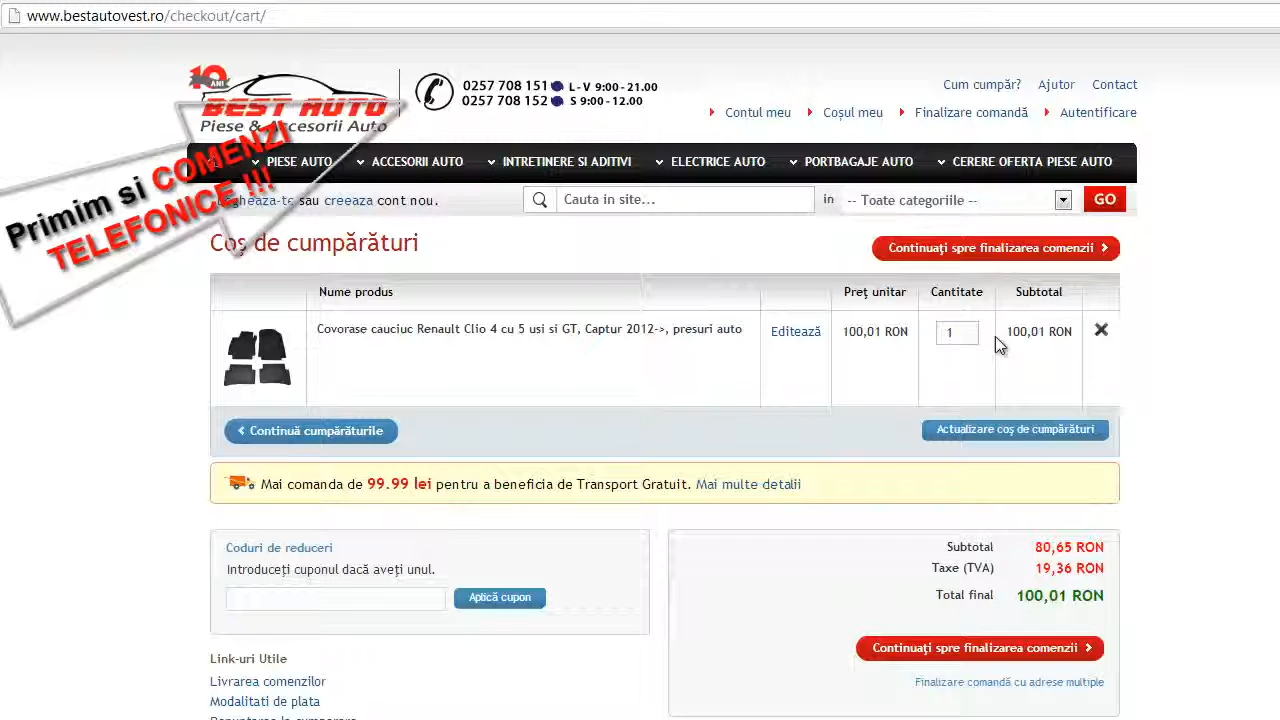 www.bestautovest.ro/checkout/cart/
10 ANI
BEST AUTO
Piese & Accesorii Auto
0257 708 151 L - V 9:00 - 21.00
0257 708 152 S 9:00 - 12.00
Cum cumpăr? Ajutor Contact
Contul meu Coșul meu Finalizare comandă Autentificare
Primim si COMENZI
TELEFONICE !!!
PIESE AUTO ACCESORII AUTO INTRETINERE SI ADITIVI ELECTRICE AUTO PORTBAGAJE AUTO CERERE OFERTA PIESE AUTO
sau creeaza cont nou.
Cauta in site... in -- Toate categoriile -- GO
Coş de cumpărături
Continuaţi spre finalizarea comenzii
Nume produs Preţ unitar Cantitate Subtotal
Covorase cauciuc Renault Clio 4 cu 5 usi si GT, Captur 2012->, presuri auto Editează 100,01 RON 1 100,01 RON
Continuă cumpărăturile Actualizare coş de cumpărături
Mai comanda de 99.99 lei pentru a beneficia de Transport Gratuit. Mai multe detalii
Coduri de reduceri
Introduceţi cuponul dacă aveţi unul.
Aplică cupon
Subtotal 80,65 RON
Taxe (TVA) 19,36 RON
Total final 100,01 RON
Continuaţi spre finalizarea comenzii
Finalizare comandă cu adrese multiple
Link-uri Utile
Livrarea comenzilor
Modalitati de plata